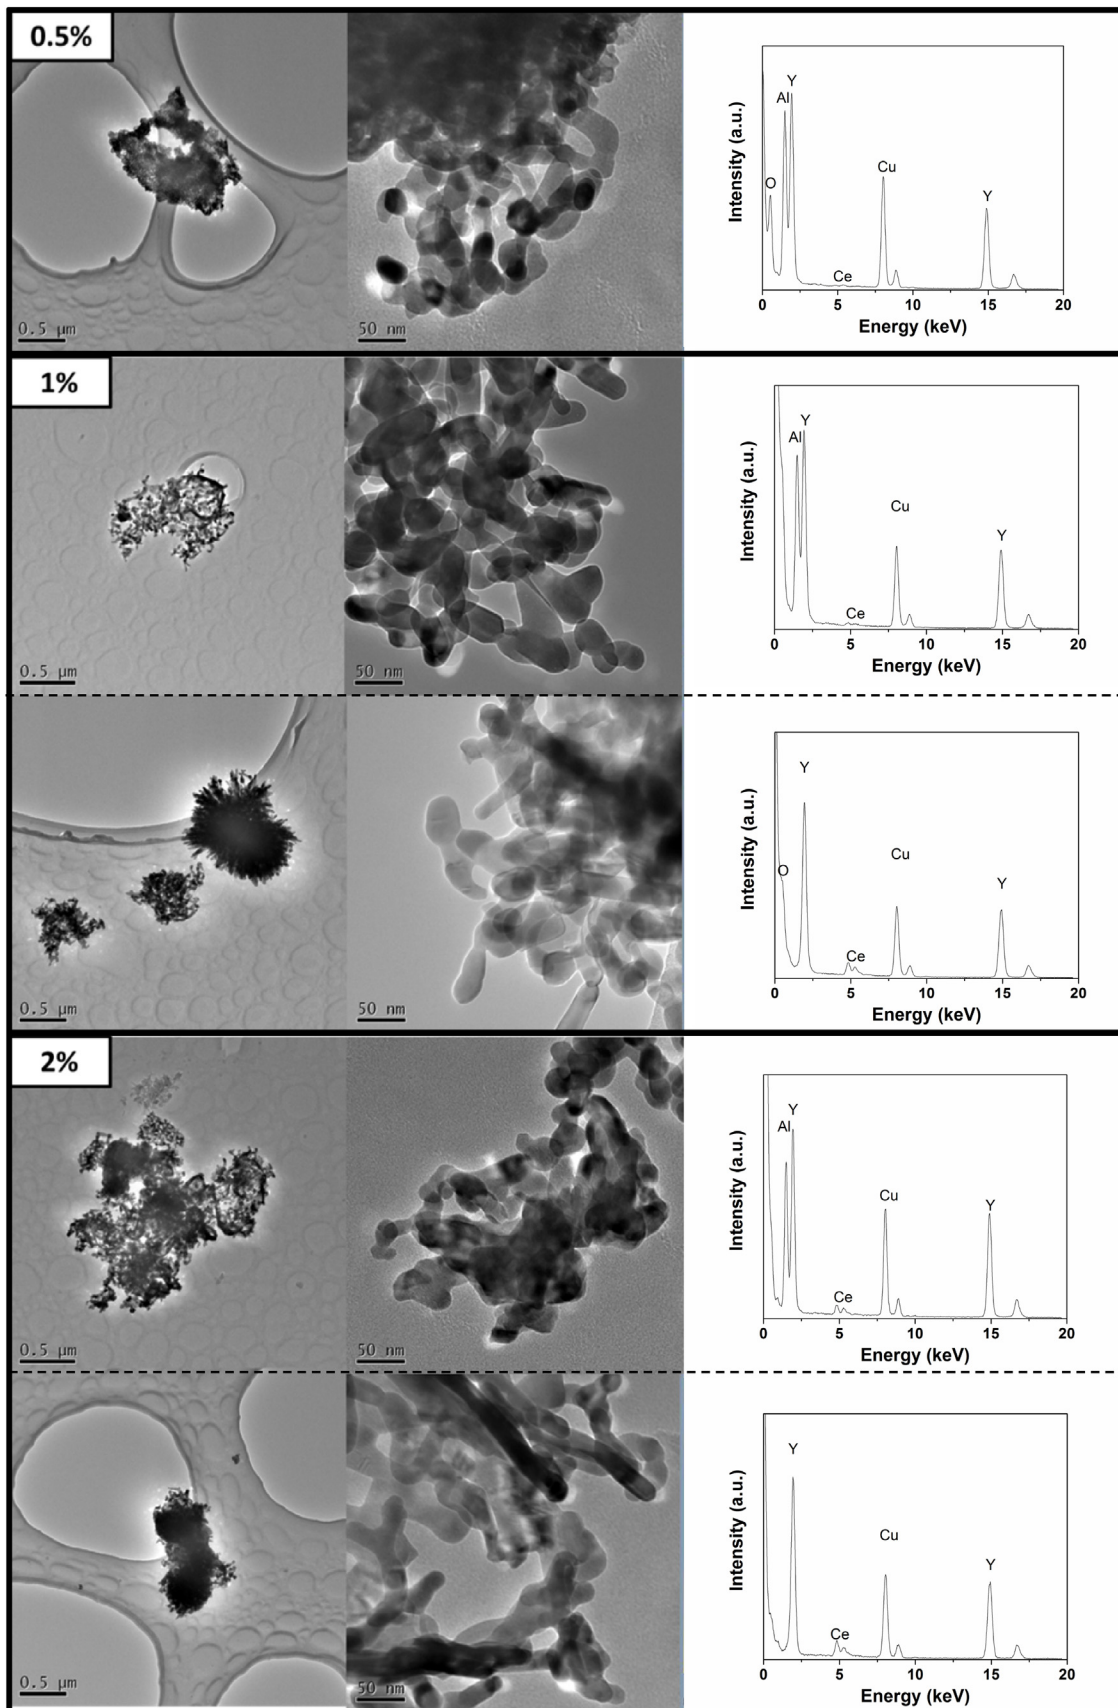 0.5%
0.5 μm
50 nm
Intensity (a.u.)
O
Al
Y
Ce
Cu
Y
0 5 10 15 20
Energy (keV)
1%
0.5 μm
50 nm
Intensity (a.u.)
Al
Y
Ce
Cu
Y
0 5 10 15 20
Energy (keV)
0.5 μm
50 nm
Intensity (a.u.)
O
Y
Ce
Cu
Y
0 5 10 15 20
Energy (keV)
2%
0.5 μm
50 nm
Intensity (a.u.)
Al
Y
Ce
Cu
Y
0 5 10 15 20
Energy (keV)
0.5 μm
50 nm
Intensity (a.u.)
Y
Ce
Cu
Y
0 5 10 15 20
Energy (keV)